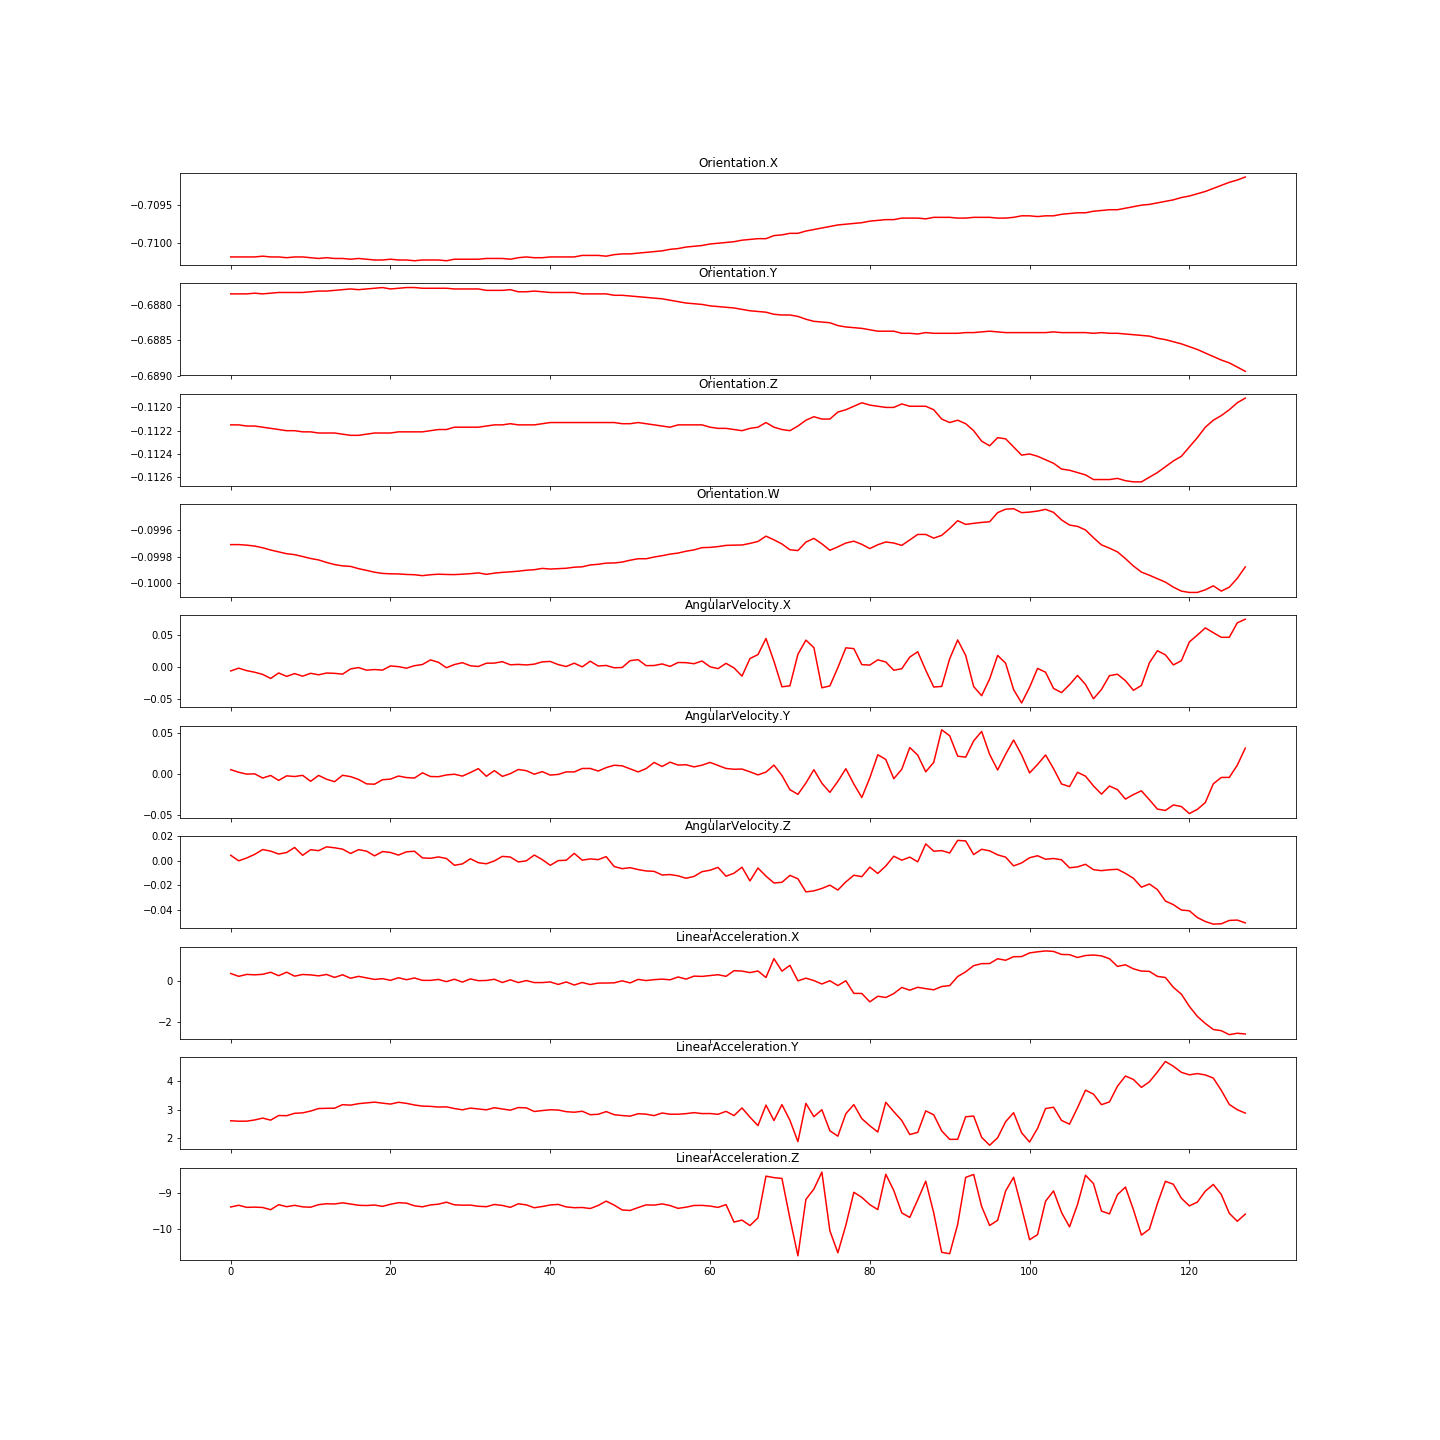 Orientation.X
−0.7095
−0.7100
Orientation.Y
−0.6880
−0.6885
−0.6890
Orientation.Z
−0.1120
−0.1122
−0.1124
−0.1126
Orientation.W
−0.0996
−0.0998
−0.1000
AngularVelocity.X
0.05
0.00
−0.05
AngularVelocity.Y
0.05
0.00
−0.05
AngularVelocity.Z
0.02
0.00
−0.02
−0.04
LinearAcceleration.X
0
−2
LinearAcceleration.Y
4
3
2
LinearAcceleration.Z
−9
−10
0 20 40 60 80 100 120